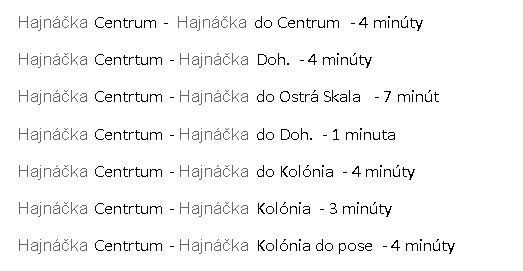 Hajnáčka Centrum - Hajnáčka do Centrum - 4 minúty
Hajnáčka Centrtum - Hajnáčka Doh. - 4 minúty
Hajnáčka Centrtum - Hajnáčka do Ostrá Skala - 7 minút
Hajnáčka Centrtum - Hajnáčka do Doh. - 1 minuta
Hajnáčka Centrtum - Hajnáčka do Kolónia - 4 minúty
Hajnáčka Centrtum - Hajnáčka Kolónia - 3 minúty
Hajnáčka Centrtum - Hajnáčka Kolónia do pose - 4 minúty